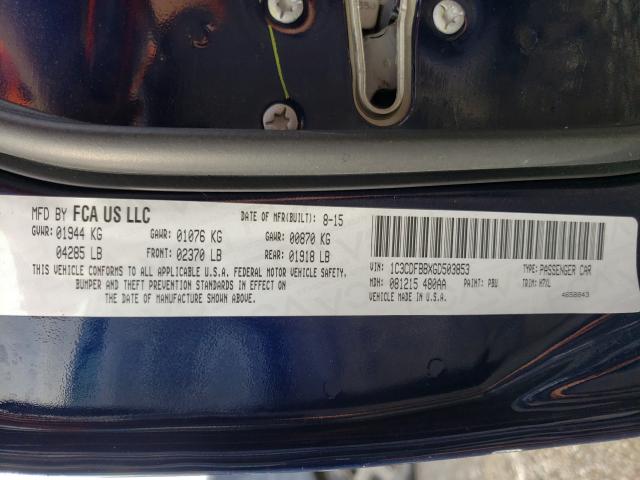 MFD BY FCA US LLC DATE OF MFR(BUILT): 8-15
GVWR: 01944 KG GAWR: 01076 KG GAWR: 00870 KG
04285 LB FRONT: 02370 LB REAR: 01918 LB
THIS VEHICLE CONFORMS TO ALL APPLICABLE U.S.A. FEDERAL MOTOR VEHICLE SAFETY,
BUMPER AND THEFT PREVENTION STANDARDS IN EFFECT ON
THE DATE OF MANUFACTURE SHOWN ABOVE.
VIN: 1C3CDFBBXGD503853 TYPE: PASSENGER CAR
MDH: 081215 480AA PAINT: PBU TRIM: H7XL
VEHICLE MADE IN U.S.A. 4658843